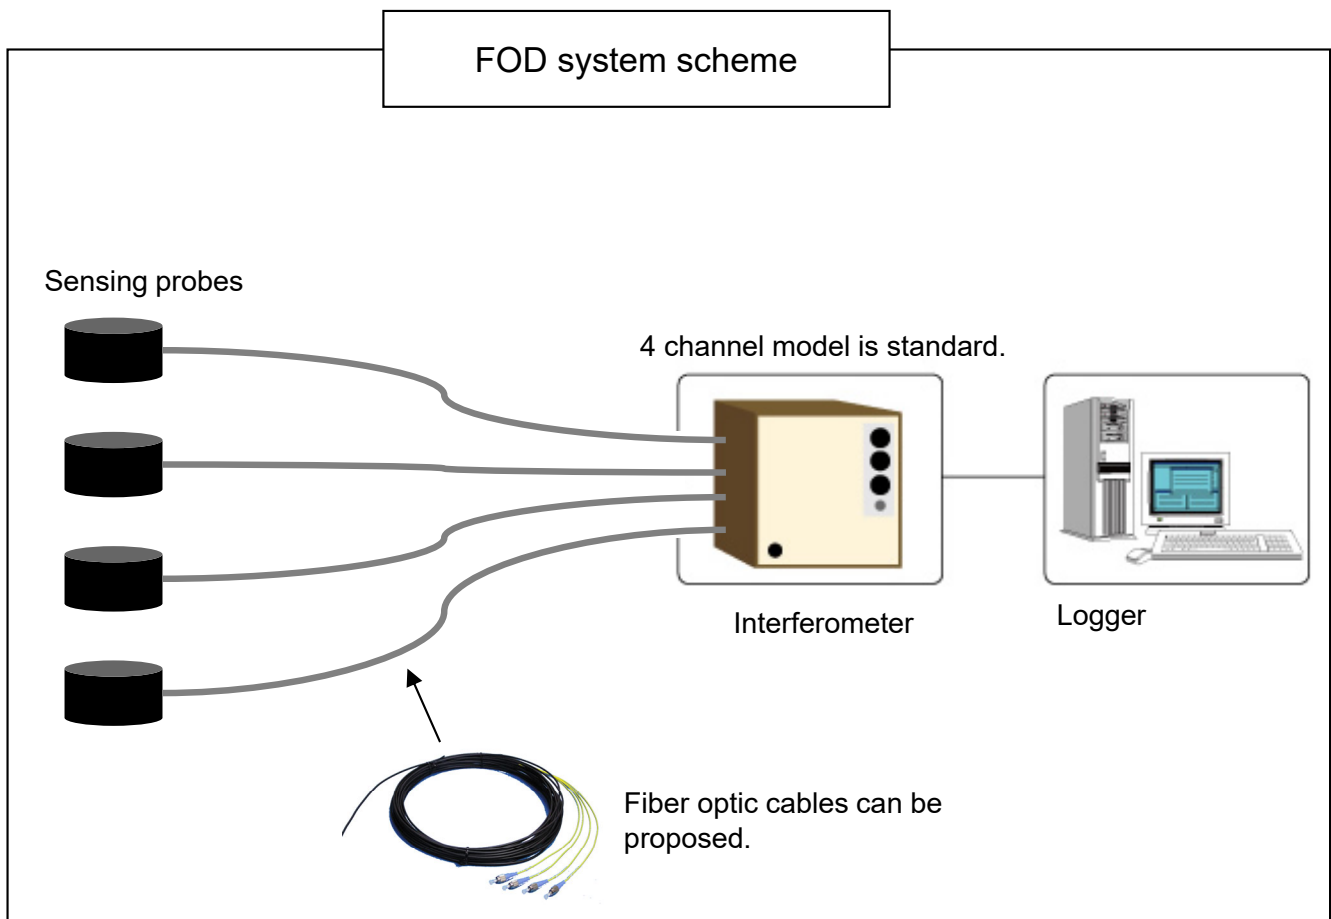 FOD system scheme
Sensing probes
4 channel model is standard.
Interferometer
Logger
Fiber optic cables can be
proposed.